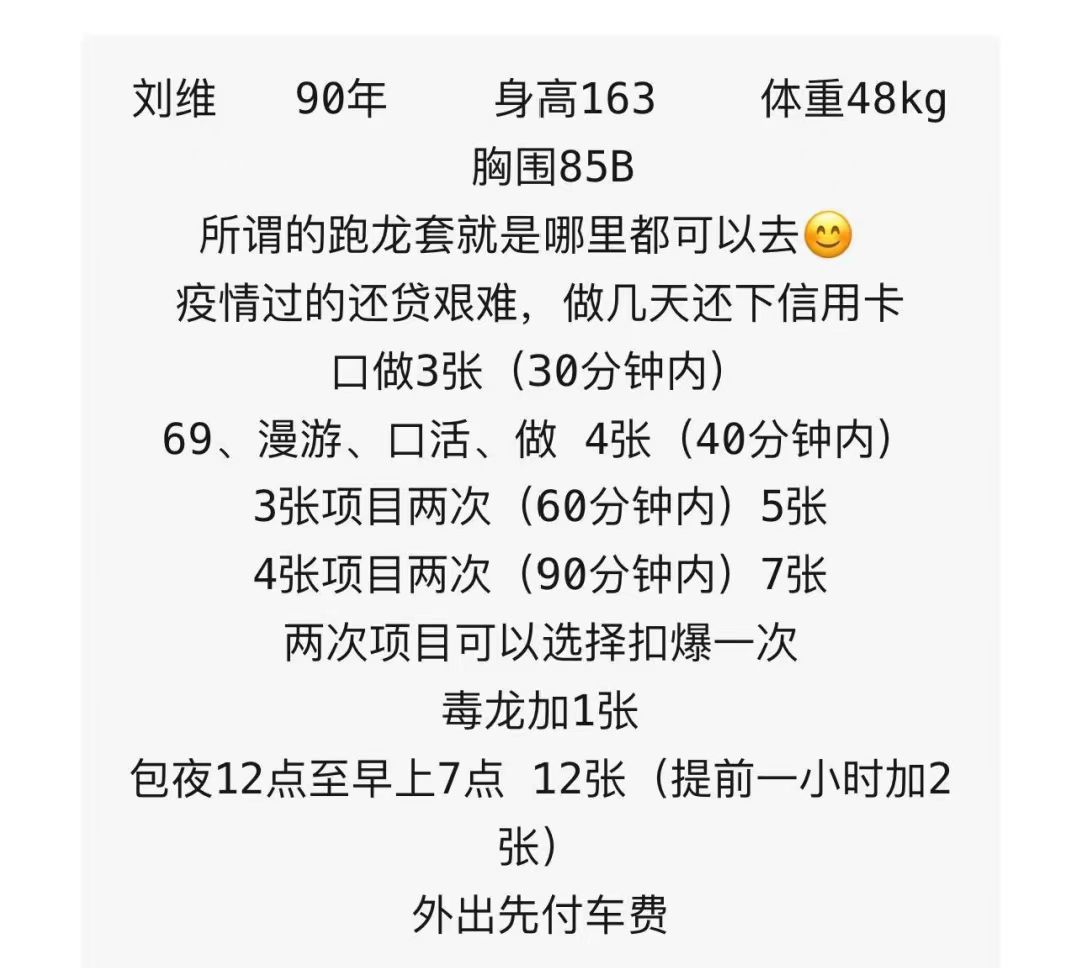 刘维 90年 身高163 体重48kg
胸围85B
所谓的跑龙套就是哪里都可以去😊
疫情过的还贷艰难，做几天还下信用卡
口做3张（30分钟内）
69、漫游、口活、做 4张（40分钟内）
3张项目两次（60分钟内）5张
4张项目两次（90分钟内）7张
两次项目可以选择扣爆一次
毒龙加1张
包夜12点至早上7点 12张（提前一小时加2
张）
外出先付车费